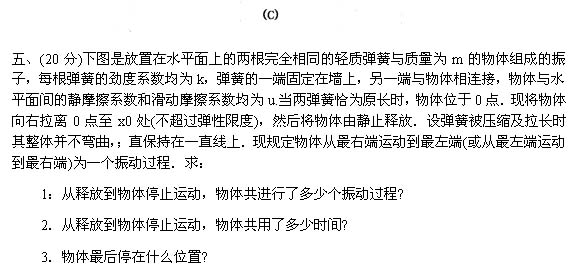 (C)
五、(20 分)下图是放置在水平面上的两根完全相同的轻质弹簧与质量为 m 的物体组成的振
子，每根弹簧的劲度系数均为 k，弹簧的一端固定在墙上，另一端与物体相连接，物体与水
平面间的静摩擦系数和滑动摩擦系数均为 u.当两弹簧恰为原长时，物体位于 0 点．现将物体
向右拉离 0 点至 x0 处(不超过弹性限度)，然后将物体由静止释放．设弹簧被压缩及拉长时
其整体并不弯曲，；直保持在一直线上．现规定物体从最右端运动到最左端(或从最左端运动
到最右端)为一个振动过程．求：
1：从释放到物体停止运动，物体共进行了多少个振动过程?
2．从释放到物体停止运动，物体共用了多少时间?
3．物体最后停在什么位置?